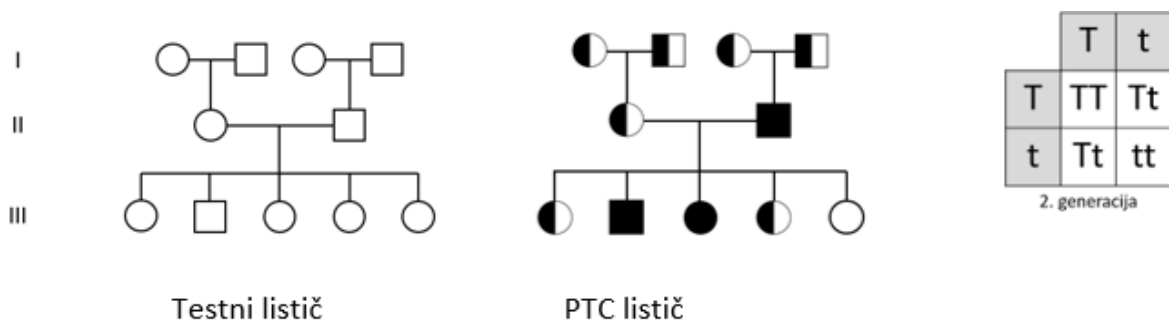 I
II
III
T t
T TT Tt
t Tt tt
2. generacija
Testni listič
PTC listič